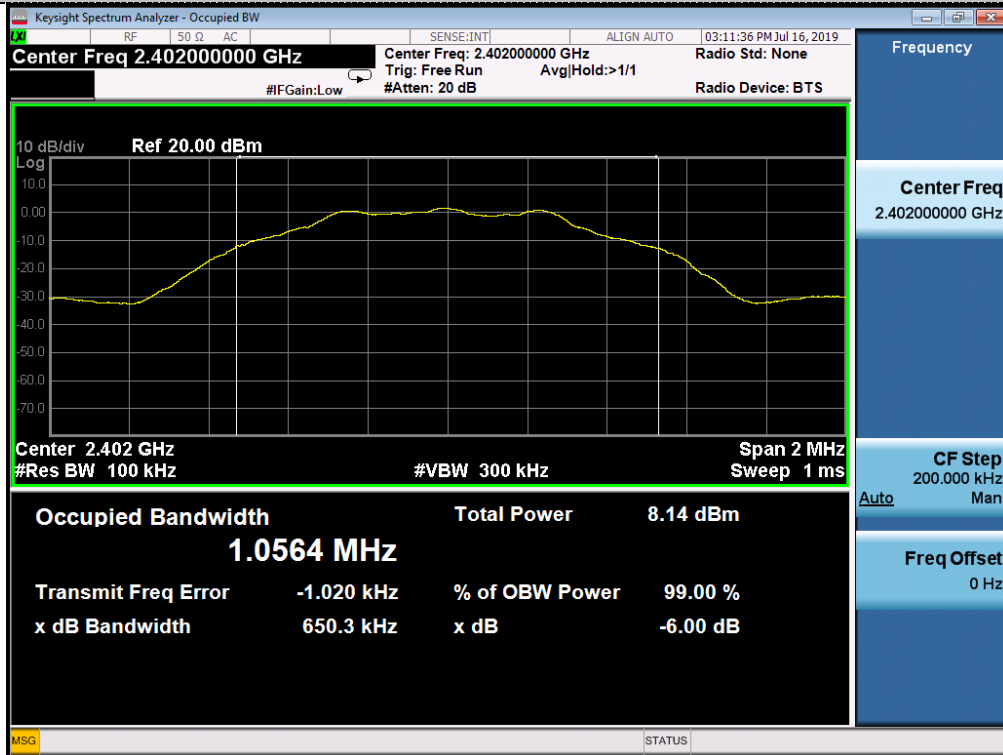 Keysight Spectrum Analyzer - Occupied BW
LXI RF 50 Ω AC SENSE:INT ALIGN AUTO 03:11:36 PM Jul 16, 2019
Center Freq 2.402000000 GHz
Center Freq: 2.402000000 GHz
Radio Std: None
Trig: Free Run Avg|Hold:>1/1
#IFGain:Low
#Atten: 20 dB
Radio Device: BTS
10 dB/div Ref 20.00 dBm
Log
10.0
0.00
-10.0
-20.0
-30.0
-40.0
-50.0
-60.0
-70.0
Center 2.402 GHz Span 2 MHz
#Res BW 100 kHz #VBW 300 kHz Sweep 1 ms
Occupied Bandwidth Total Power 8.14 dBm
1.0564 MHz
Transmit Freq Error -1.020 kHz % of OBW Power 99.00 %
x dB Bandwidth 650.3 kHz x dB -6.00 dB
MSG STATUS
Frequency
Center Freq
2.402000000 GHz
CF Step
200.000 kHz
Auto Man
Freq Offset
0 Hz